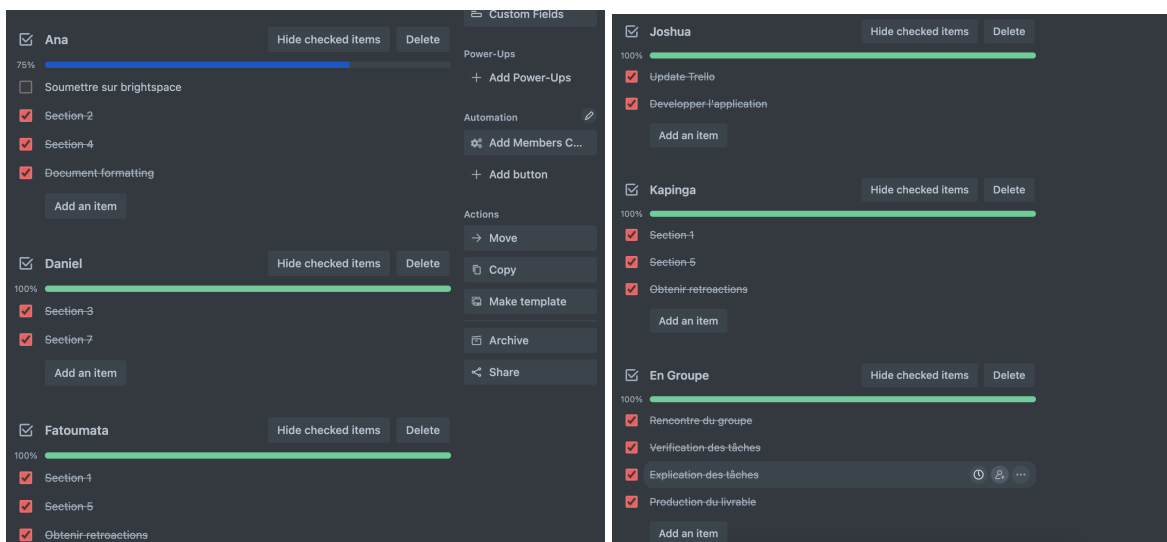 Ana
Hide checked items
Delete
75%
Soumettre sur brightspace
Section 2
Section 4
Document formatting
Add an item
Daniel
Hide checked items
Delete
100%
Section 3
Section 7
Add an item
Fatoumata
Hide checked items
Delete
100%
Section 1
Section 5
Obtenir retroactions
Custom Fields
Power-Ups
Add Power-Ups
Automation
Add Members C...
Add button
Actions
Move
Copy
Make template
Archive
Share
Joshua
Hide checked items
Delete
100%
Update Trello
Developper l'application
Add an item
Kapinga
Hide checked items
Delete
100%
Section 1
Section 5
Obtenir retroactions
Add an item
En Groupe
Hide checked items
Delete
100%
Rencontre du groupe
Verification des tâches
Explication des tâches
Production du livrable
Add an item